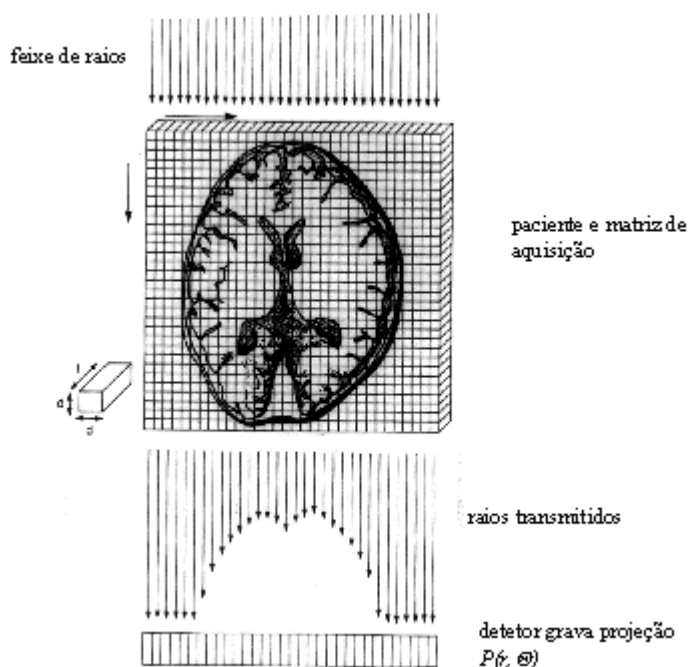 feixe de raios
paciente e matriz de
aquisição
raios transmitidos
detetor grava projeção
P(r, Θ)